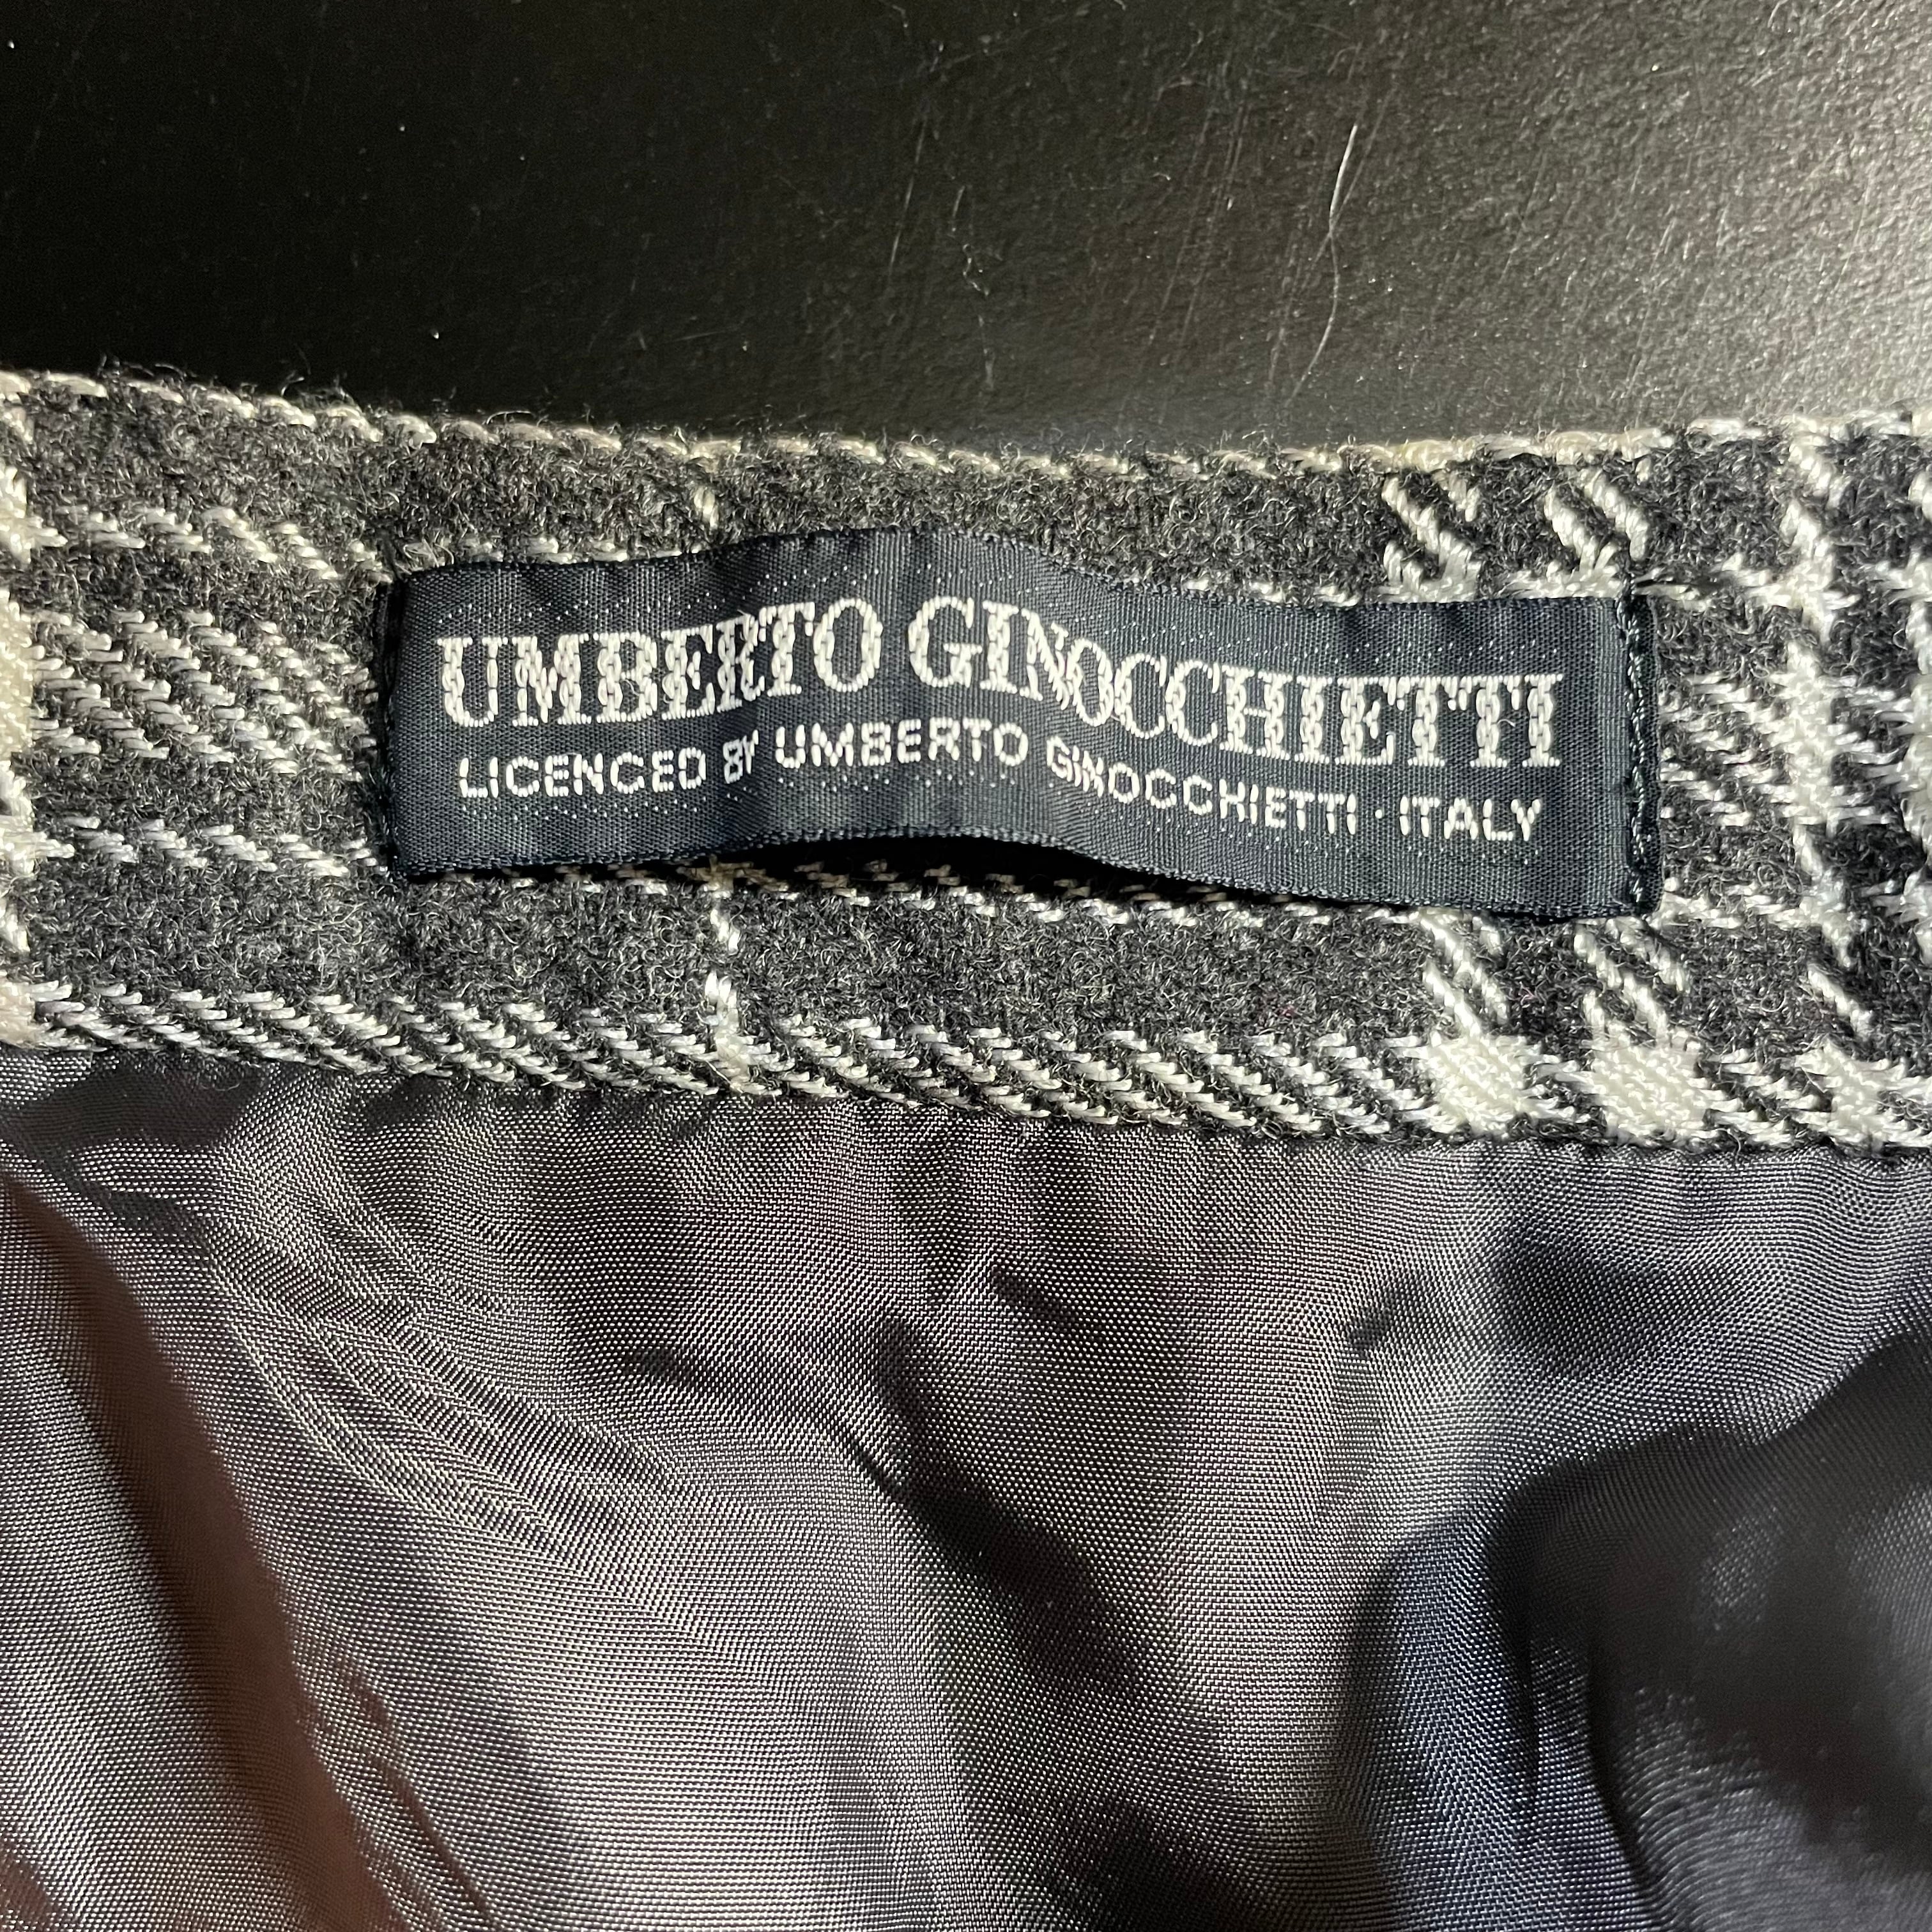 UMBERTO GINOCCHIETTI
LICENCED BY UMBERTO GINOCCHIETTI · ITALY